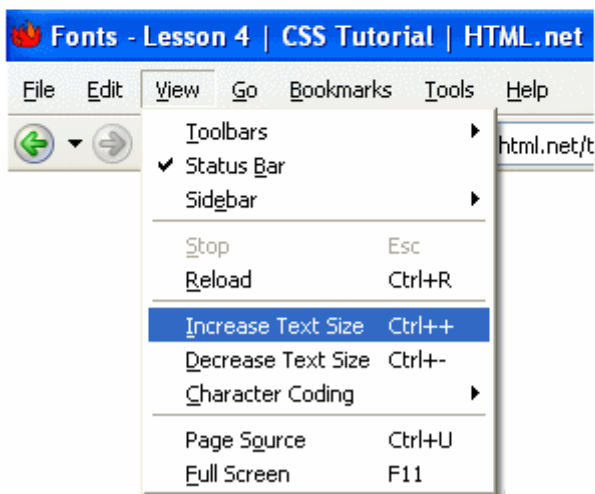 Fonts - Lesson 4 | CSS Tutorial | HTML.net
File Edit View Go Bookmarks Tools Help
html.net/t
Toolbars
Status Bar
Sidebar
Stop Esc
Reload Ctrl+R
Increase Text Size Ctrl++
Decrease Text Size Ctrl+-
Character Coding
Page Source Ctrl+U
Full Screen F11